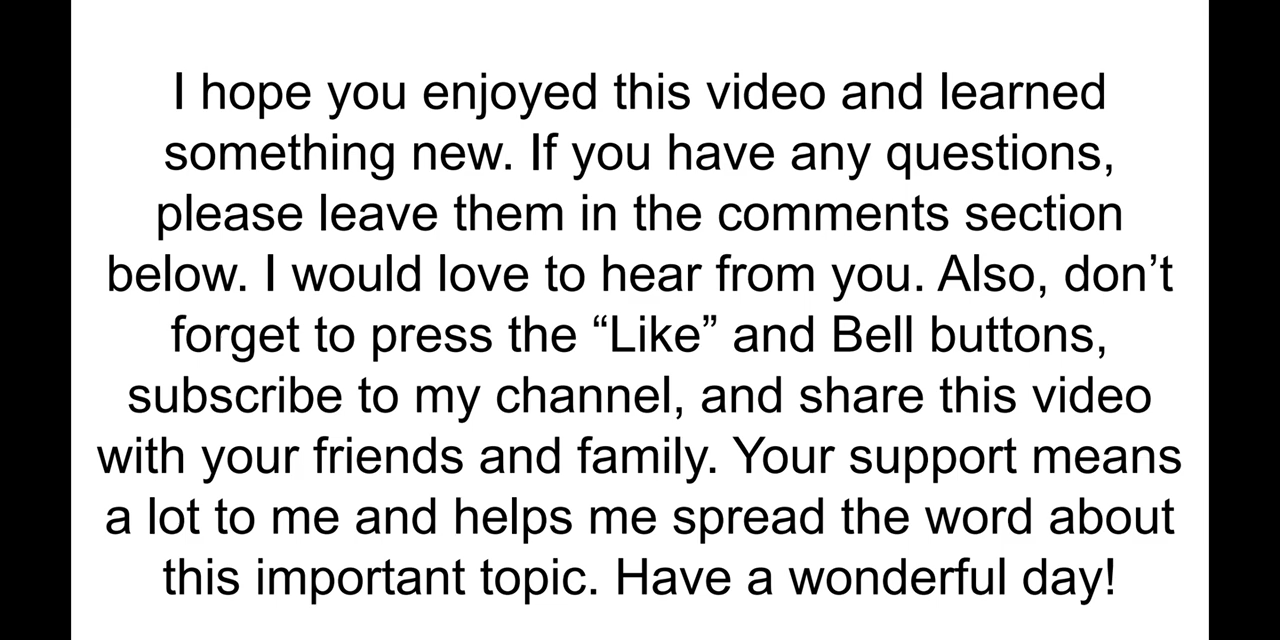 I hope you enjoyed this video and learned
something new. If you have any questions,
please leave them in the comments section
below. I would love to hear from you. Also, don’t
forget to press the “Like” and Bell buttons,
subscribe to my channel, and share this video
with your friends and family. Your support means
a lot to me and helps me spread the word about
this important topic. Have a wonderful day!